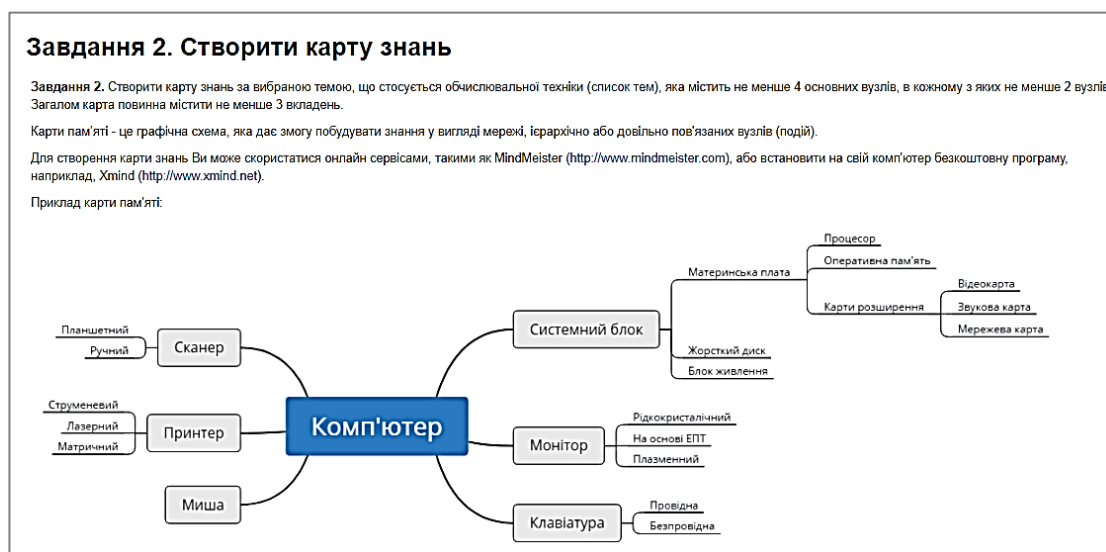 Завдання 2. Створити карту знань
Завдання 2. Створити карту знань за вибраною темою, що стосується обчислювальної техніки (список тем), яка містить не менше 4 основних вузлів, в кожному з яких не менше 2 вузлів
Загалом карта повинна містити не менше 3 вкладень.
Карти пам'яті - це графічна схема, яка дає змогу побудувати знання у вигляді мережі, ієрархічно або довільно пов'язаних вузлів (подій).
Для створення карти знань Ви може скористатися онлайн сервісами, такими як MindMeister (http://www.mindmeister.com), або встановити на свій комп'ютер безкоштовну програму,
наприклад, Xmind (http://www.xmind.net).
Приклад карти пам'яті:
Комп'ютер
Сканер
Планшетний
Ручний
Принтер
Струменевий
Лазерний
Матричний
Миша
Системний блок
Материнська плата
Процесор
Оперативна пам'ять
Карти розширення
Відеокарта
Звукова карта
Мережева карта
Жорсткий диск
Блок живлення
Монітор
Рідкокристалічний
На основі ЕПТ
Плазменний
Клавіатура
Провідна
Безпровідна